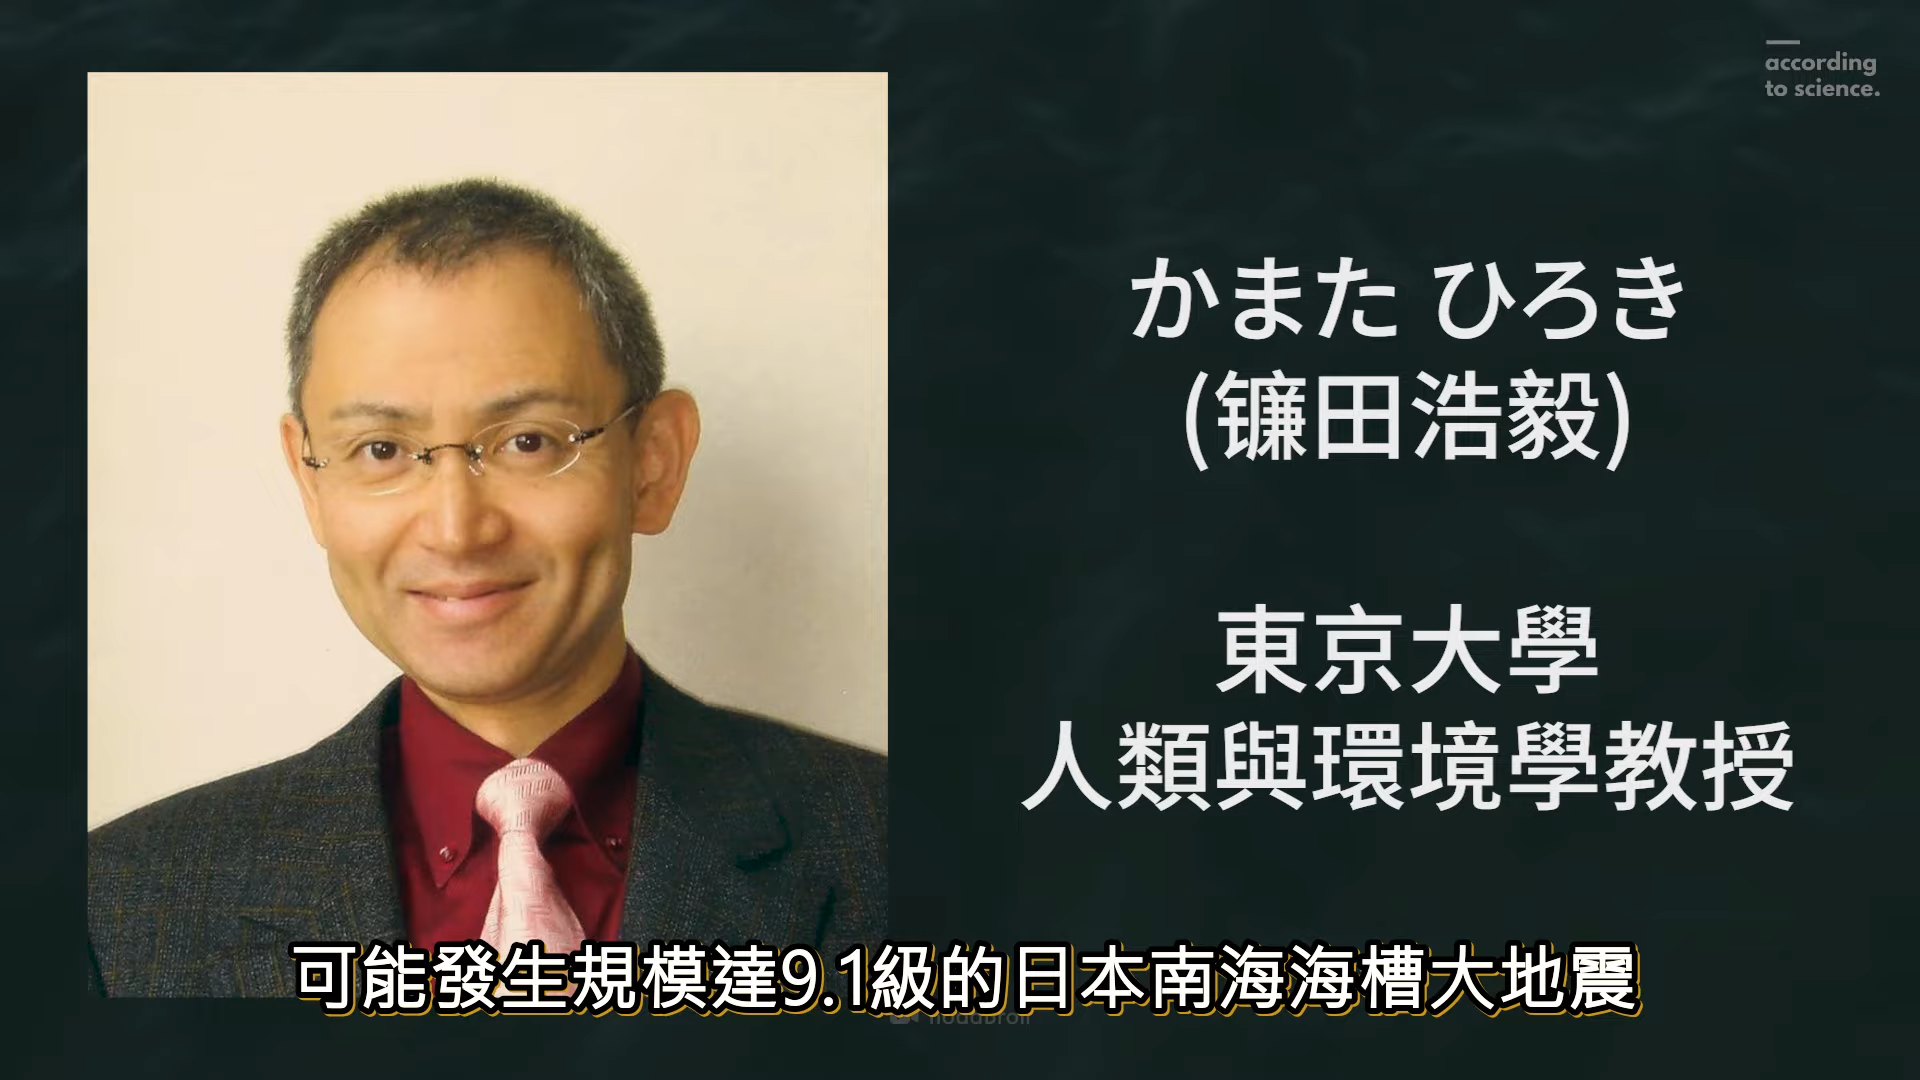 according
to science.
かまた ひろき
(镰田浩毅)
東京大學
人類與環境學教授
可能發生規模達9.1級的日本南海海槽大地震